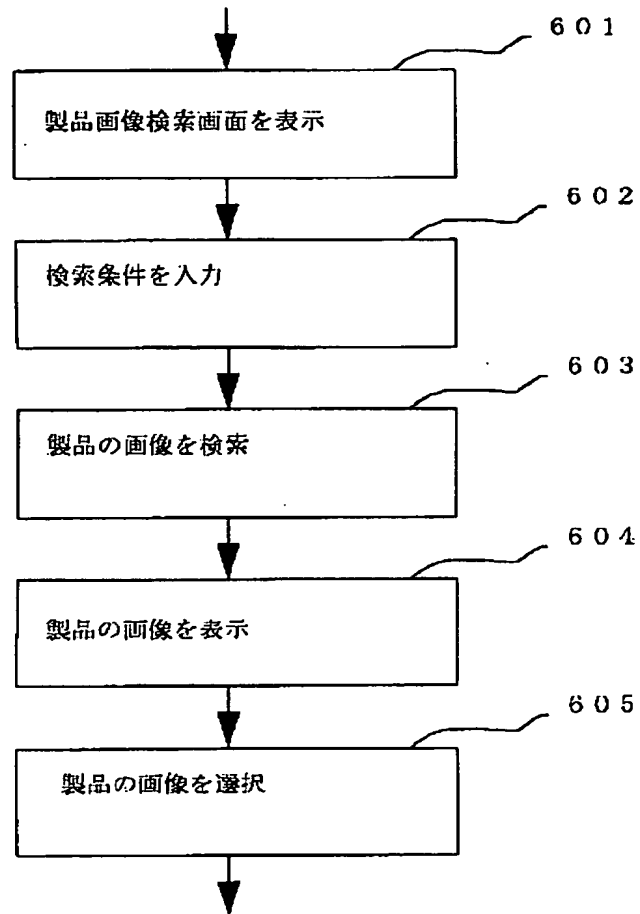 601
製品画像検索画面を表示
602
検索条件を入力
603
製品の画像を検索
604
製品の画像を表示
605
製品の画像を選択